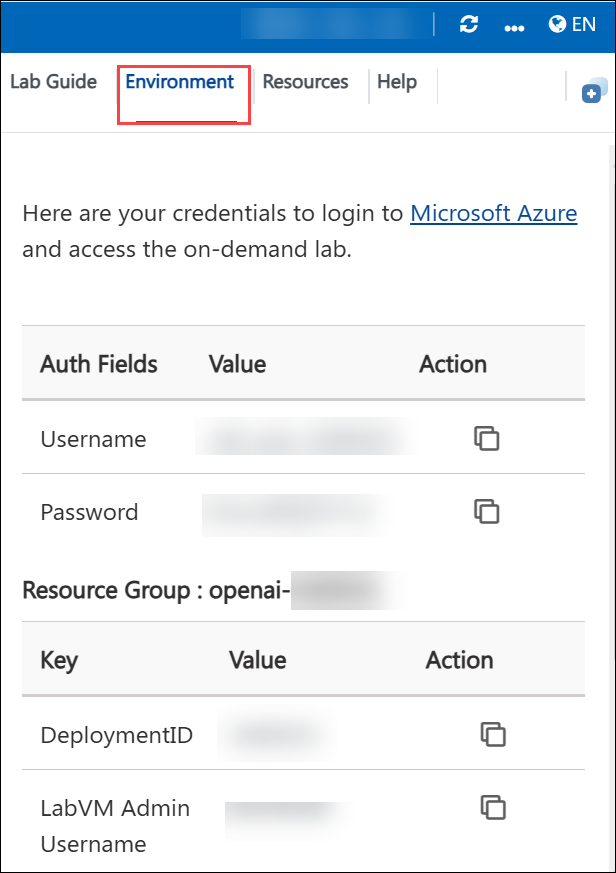 EN
Lab Guide Environment Resources Help
Here are your credentials to login to Microsoft Azure
and access the on-demand lab.
Auth Fields Value Action
Username
Password
Resource Group : openai-
Key Value Action
DeploymentID
LabVM Admin
Username